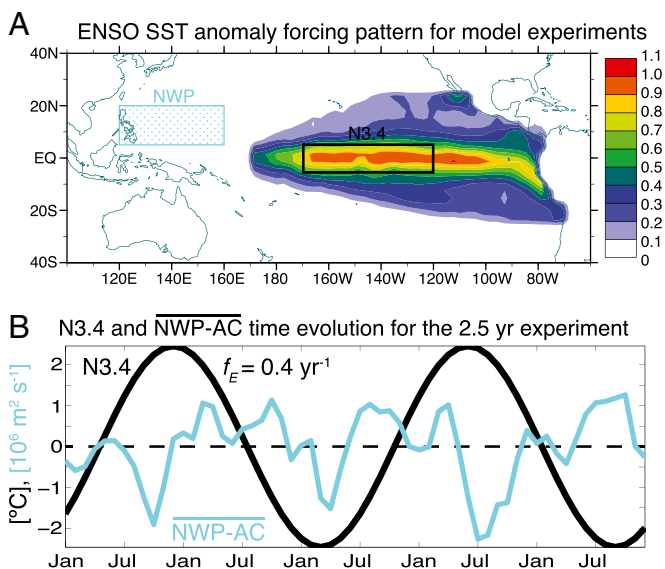 A
ENSO SST anomaly forcing pattern for model experiments
40N
20N
EQ
20S
40S
NWP
N3.4
120E 140E 160E 180 160W 140W 120W 100W 80W
1.1
1.0
0.9
0.8
0.7
0.6
0.5
0.4
0.3
0.2
0.1
0
B
N3.4 and NWP-AC time evolution for the 2.5 yr experiment
[ºC], [10⁶ m² s⁻¹]
2
1
0
−1
−2
N3.4
f_E = 0.4 yr⁻¹
NWP-AC
Jan Jul Jan Jul Jan Jul Jan Jul Jan Jul